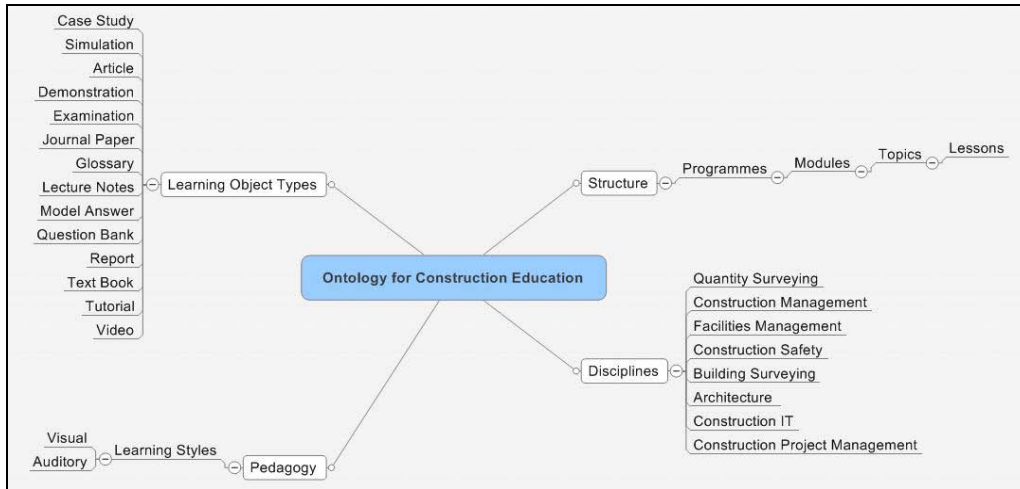 Case Study
Simulation
Article
Demonstration
Examination
Journal Paper
Glossary
Lecture Notes
Model Answer
Question Bank
Report
Text Book
Tutorial
Video
Learning Object Types
Structure
Programmes
Modules
Topics
Lessons
Ontology for Construction Education
Quantity Surveying
Construction Management
Facilities Management
Construction Safety
Building Surveying
Architecture
Construction IT
Construction Project Management
Disciplines
Visual
Auditory
Learning Styles
Pedagogy